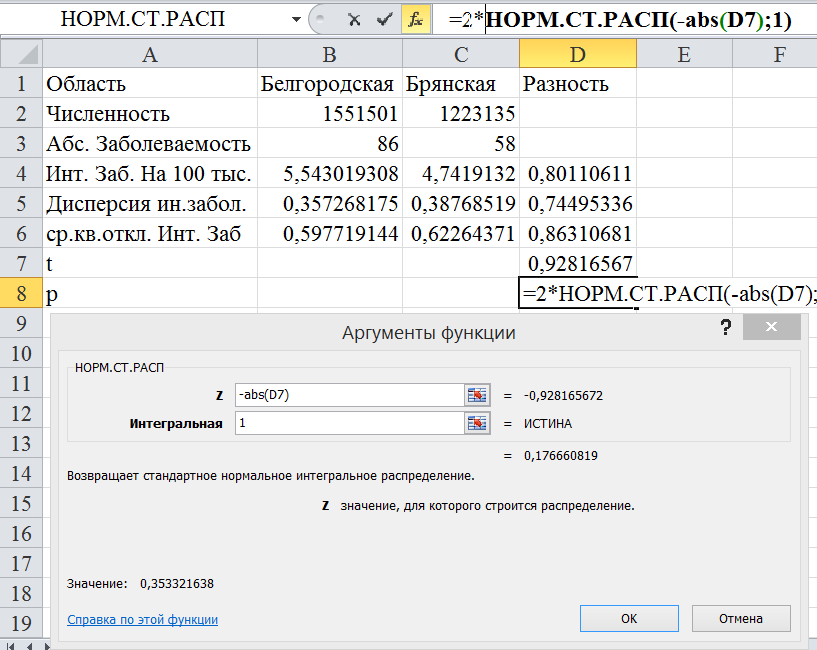 НОРМ.СТ.РАСП =2*НОРМ.СТ.РАСП(-abs(D7);1)
A B C D E F
1 Область Белгородская Брянская Разность
2 Численность 1551501 1223135
3 Абс. Заболеваемость 86 58
4 Инт. Заб. На 100 тыс. 5,543019308 4,7419132 0,80110611
5 Дисперсия ин.забол. 0,357268175 0,38768519 0,74495336
6 ср.кв.откл. Инт. Заб 0,597719144 0,62264371 0,86310681
7 t 0,92816567
8 p =2*НОРМ.СТ.РАСП(-abs(D7);
9
Аргументы функции ?
10
НОРМ.СТ.РАСП
11
Z -abs(D7) = -0,928165672
12
Интегральная 1 = ИСТИНА
13
= 0,176660819
14
Возвращает стандартное нормальное интегральное распределение.
15
Z значение, для которого строится распределение.
16
17
18
Значение: 0,353321638
19
Справка по этой функции ОК Отмена